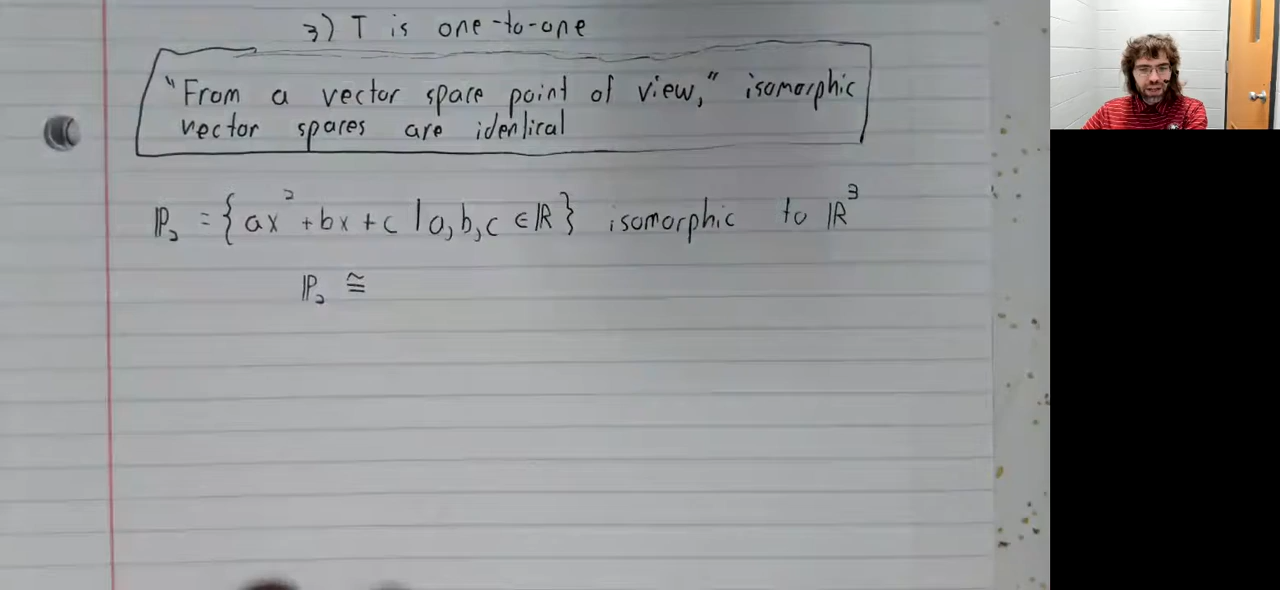 3) T is one-to-one
"From a vector space point of view," isomorphic
vector spaces are identical
ℙ₂ = {ax² + bx + c | a, b, c ∈ ℝ} isomorphic to ℝ³
ℙ₂ ≅